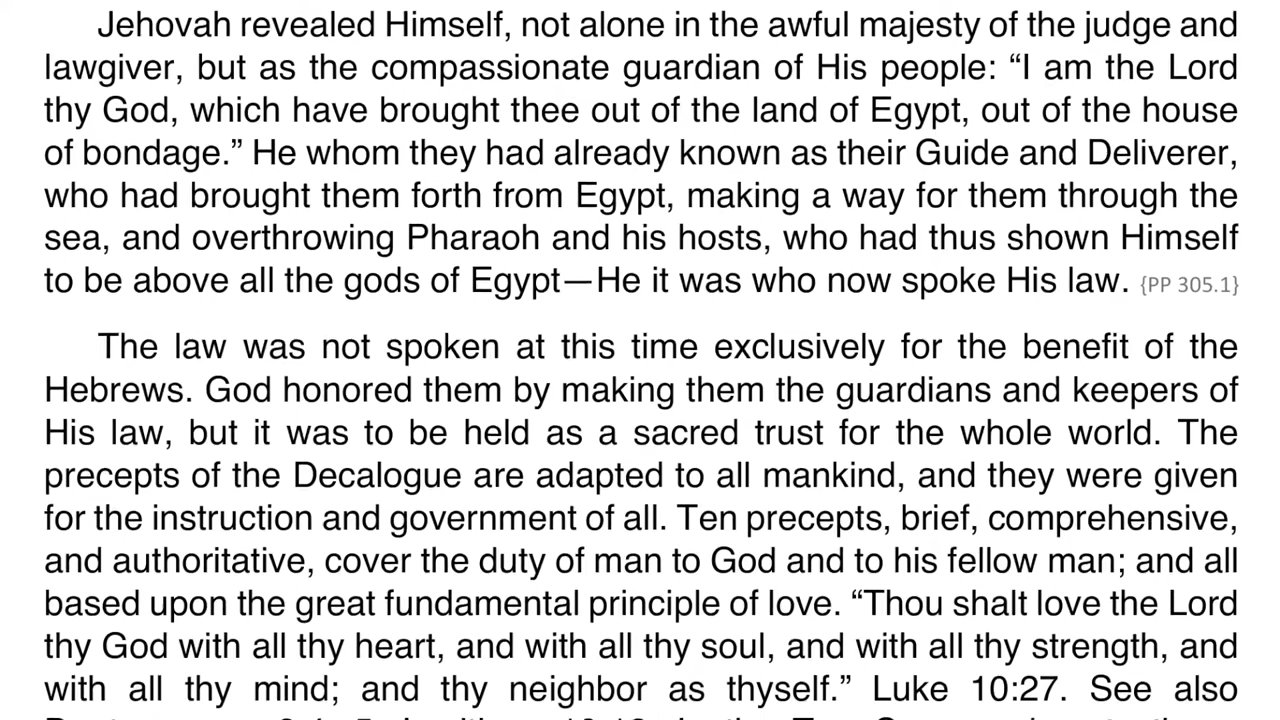 Jehovah revealed Himself, not alone in the awful majesty of the judge and
lawgiver, but as the compassionate guardian of His people: “I am the Lord
thy God, which have brought thee out of the land of Egypt, out of the house
of bondage.” He whom they had already known as their Guide and Deliverer,
who had brought them forth from Egypt, making a way for them through the
sea, and overthrowing Pharaoh and his hosts, who had thus shown Himself
to be above all the gods of Egypt—He it was who now spoke His law. {PP 305.1}
The law was not spoken at this time exclusively for the benefit of the
Hebrews. God honored them by making them the guardians and keepers of
His law, but it was to be held as a sacred trust for the whole world. The
precepts of the Decalogue are adapted to all mankind, and they were given
for the instruction and government of all. Ten precepts, brief, comprehensive,
and authoritative, cover the duty of man to God and to his fellow man; and all
based upon the great fundamental principle of love. “Thou shalt love the Lord
thy God with all thy heart, and with all thy soul, and with all thy strength, and
with all thy mind; and thy neighbor as thyself.” Luke 10:27. See also